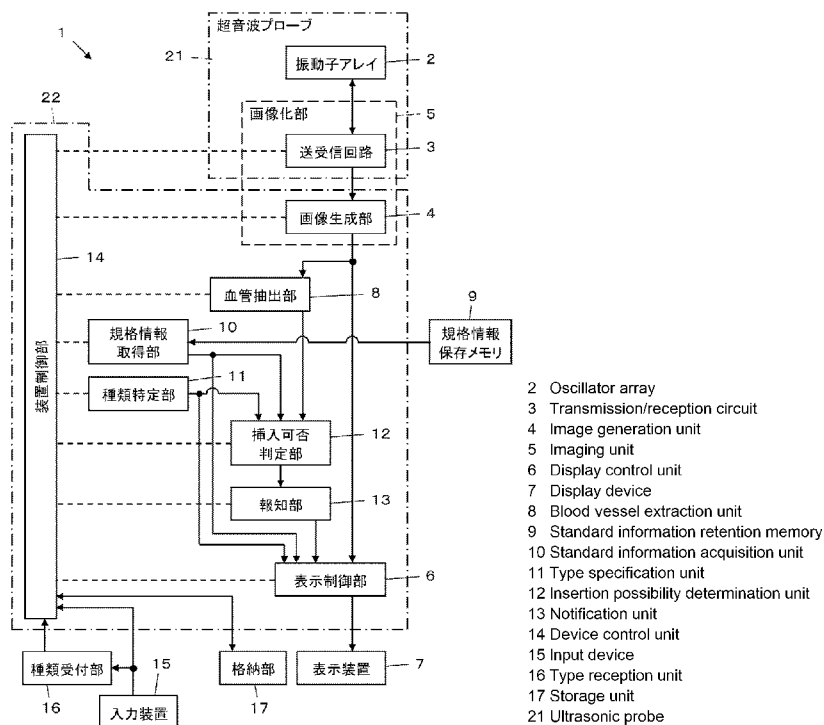 1
超音波プローブ
21
振動子アレイ
2
22
画像化部
5
送受信回路
3
画像生成部
4
14
血管抽出部
8
9
10
規格情報
取得部
規格情報
保存メモリ
装置制御部
11
種類特定部
挿入可否
判定部
12
報知部
13
表示制御部
6
種類受付部
16
15
入力装置
格納部
17
表示装置
7
2 Oscillator array
3 Transmission/reception circuit
4 Image generation unit
5 Imaging unit
6 Display control unit
7 Display device
8 Blood vessel extraction unit
9 Standard information retention memory
10 Standard information acquisition unit
11 Type specification unit
12 Insertion possibility determination unit
13 Notification unit
14 Device control unit
15 Input device
16 Type reception unit
17 Storage unit
21 Ultrasonic probe